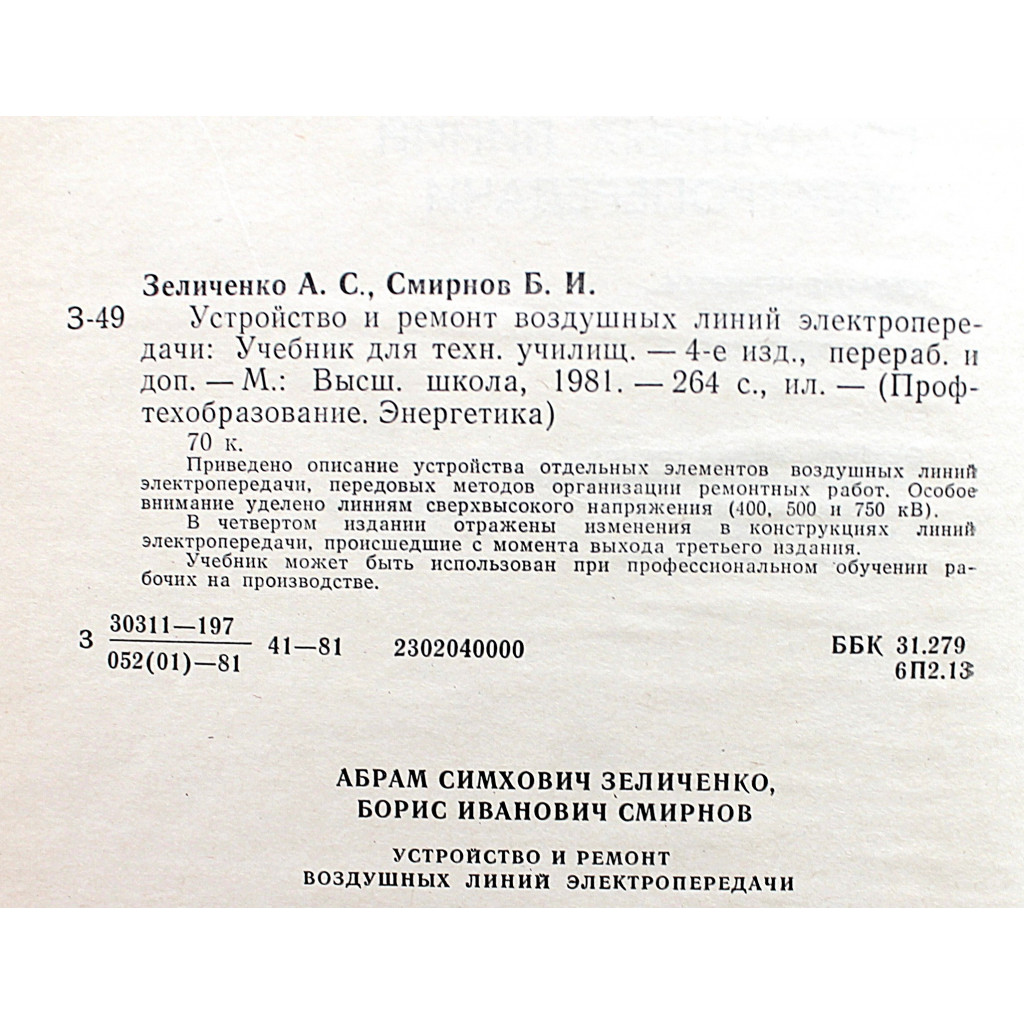 Зеличенко А. С., Смирнов Б. И.
З-49 Устройство и ремонт воздушных линий электропере-
дачи: Учебник для техн. училищ. — 4-е изд., перераб. и
доп. — М.: Высш. школа, 1981. — 264 с., ил. — (Проф-
техобразование. Энергетика)
70 к.
Приведено описание устройства отдельных элементов воздушных линий
электропередачи, передовых методов организации ремонтных работ. Особое
внимание уделено линиям сверхвысокого напряжения (400, 500 и 750 кВ).
В четвертом издании отражены изменения в конструкциях линий
электропередачи, происшедшие с момента выхода третьего издания.
Учебник может быть использован при профессиональном обучении ра-
бочих на производстве.
30311—197
З 41—81 2302040000 ББК 31.279
052(01)—81 6П2.13
АБРАМ СИМХОВИЧ ЗЕЛИЧЕНКО,
БОРИС ИВАНОВИЧ СМИРНОВ
УСТРОЙСТВО И РЕМОНТ
ВОЗДУШНЫХ ЛИНИЙ ЭЛЕКТРОПЕРЕДАЧИ